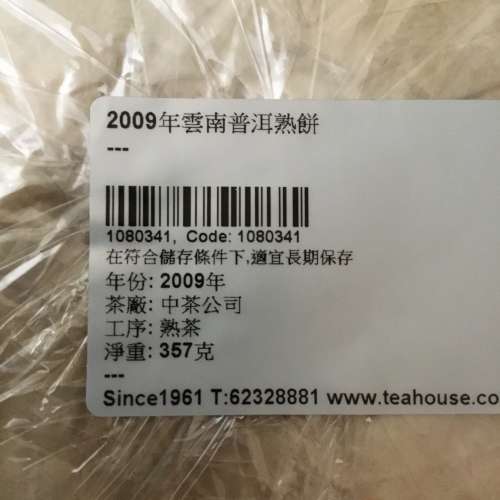 2009年雲南普洱熟餅
---
1080341, Code: 1080341
在符合儲存條件下,適宜長期保存
年份: 2009年
茶廠: 中茶公司
工序: 熟茶
淨重: 357克
---
Since1961 T:62328881 www.teahouse.co